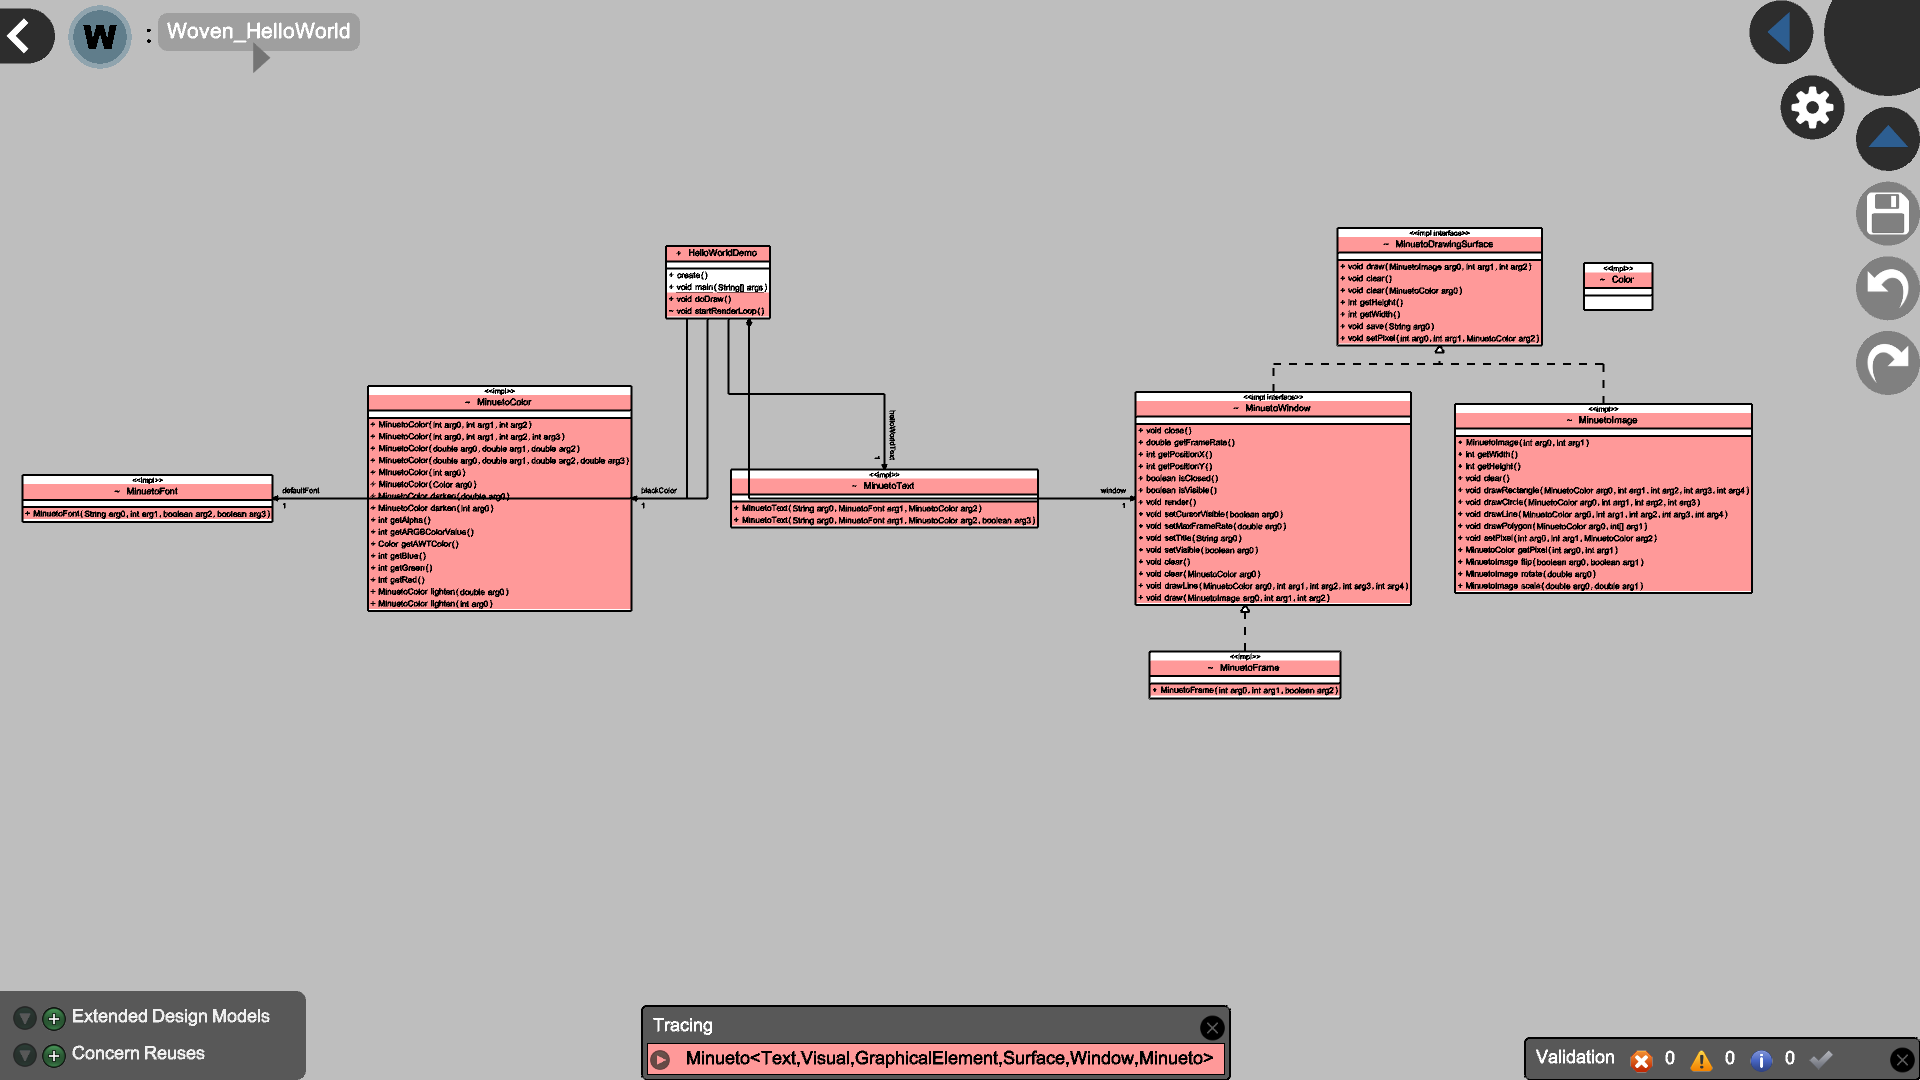 W : Woven_HelloWorld
+ HelloWorldDemo
+ create()
+ void main(String[] args)
+ void doDraw()
~ void startRenderLoop()
<<impl interface>>
~ MinuetoDrawingSurface
+ void draw(MinuetoImage arg0, int arg1, int arg2)
+ void clear()
+ void clear(MinuetoColor arg0)
+ int getHeight()
+ int getWidth()
+ void save(String arg0)
+ void setPixel(int arg0, int arg1, MinuetoColor arg2)
<<impl>>
~ Color
<<impl>>
~ MinuetoColor
+ MinuetoColor(int arg0, int arg1, int arg2)
+ MinuetoColor(int arg0, int arg1, int arg2, int arg3)
+ MinuetoColor(double arg0, double arg1, double arg2)
+ MinuetoColor(double arg0, double arg1, double arg2, double arg3)
+ MinuetoColor(int arg0)
+ MinuetoColor(Color arg0)
+ MinuetoColor darken(double arg0)
+ MinuetoColor darken(int arg0)
+ int getAlpha()
+ int getARGBColorValue()
+ Color getAWTColor()
+ int getBlue()
+ int getGreen()
+ int getRed()
+ MinuetoColor lighten(double arg0)
+ MinuetoColor lighten(int arg0)
<<impl>>
~ MinuetoFont
+ MinuetoFont(String arg0, int arg1, boolean arg2, boolean arg3)
defaultFont
1
blackColor
1
helloWorldText
1
<<impl>>
~ MinuetoText
+ MinuetoText(String arg0, MinuetoFont arg1, MinuetoColor arg2)
+ MinuetoText(String arg0, MinuetoFont arg1, MinuetoColor arg2, boolean arg3)
window
1
<<impl interface>>
~ MinuetoWindow
+ void close()
+ double getFrameRate()
+ int getPositionX()
+ int getPositionY()
+ boolean isClosed()
+ boolean isVisible()
+ void render()
+ void setCursorVisible(boolean arg0)
+ void setMaxFrameRate(double arg0)
+ void setTitle(String arg0)
+ void setVisible(boolean arg0)
+ void clear()
+ void clear(MinuetoColor arg0)
+ void drawLine(MinuetoColor arg0, int arg1, int arg2, int arg3, int arg4)
+ void draw(MinuetoImage arg0, int arg1, int arg2)
<<impl>>
~ MinuetoImage
+ MinuetoImage(int arg0, int arg1)
+ int getWidth()
+ int getHeight()
+ void clear()
+ void drawRectangle(MinuetoColor arg0, int arg1, int arg2, int arg3, int arg4)
+ void drawCircle(MinuetoColor arg0, int arg1, int arg2, int arg3)
+ void drawLine(MinuetoColor arg0, int arg1, int arg2, int arg3, int arg4)
+ void drawPolygon(MinuetoColor arg0, int[] arg1)
+ void setPixel(int arg0, int arg1, MinuetoColor arg2)
+ MinuetoColor getPixel(int arg0, int arg1)
+ MinuetoImage flip(boolean arg0, boolean arg1)
+ MinuetoImage rotate(double arg0)
+ MinuetoImage scale(double arg0, double arg1)
<<impl>>
~ MinuetoFrame
+ MinuetoFrame(int arg0, int arg1, boolean arg2)
Extended Design Models
Concern Reuses
Tracing
Minueto<Text,Visual,GraphicalElement,Surface,Window,Minueto>
Validation 0 0 0